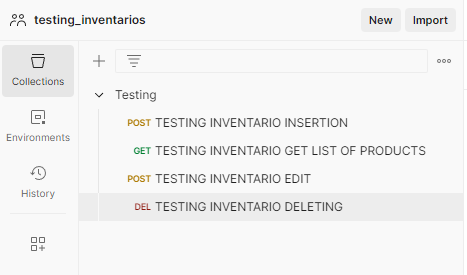 testing_inventarios
New
Import
Collections
Environments
History
Testing
POST TESTING INVENTARIO INSERTION
GET TESTING INVENTARIO GET LIST OF PRODUCTS
POST TESTING INVENTARIO EDIT
DEL TESTING INVENTARIO DELETING